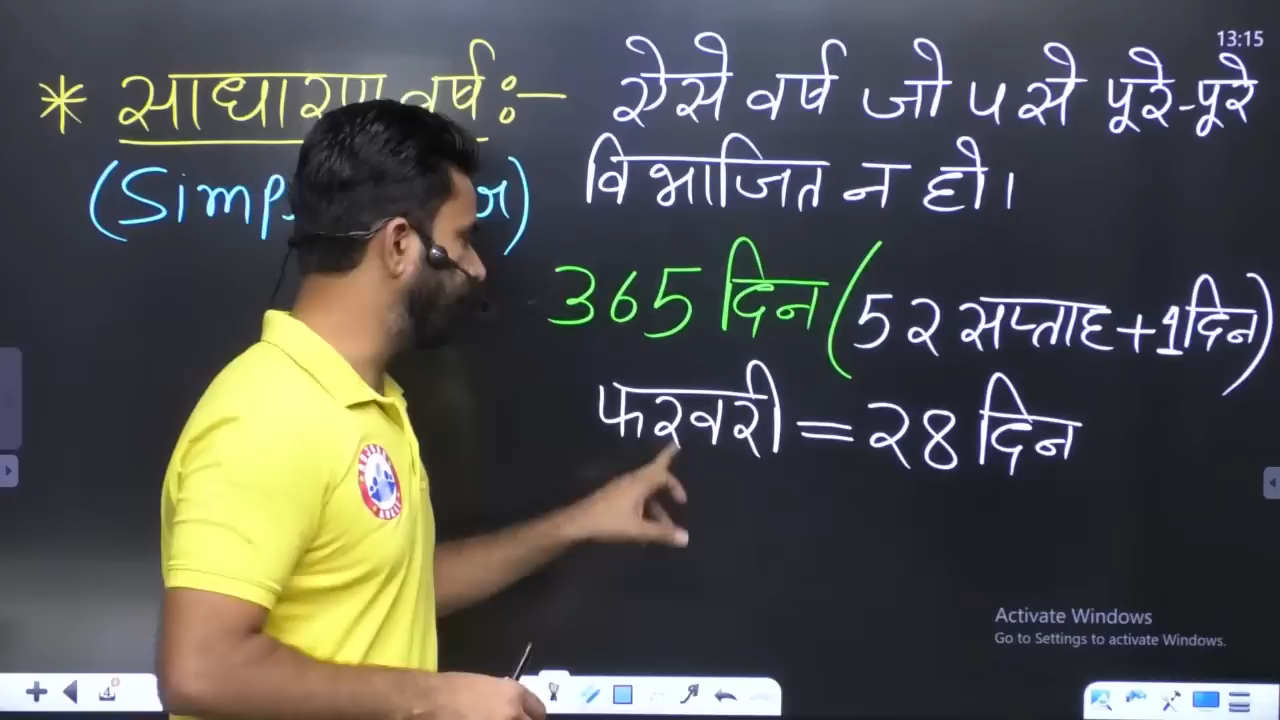 13:15
* साधारण वर्ष :- ऐसे वर्ष जो 4 से पूरे-पूरे
विभाजित न हो।
365 दिन (52 सप्ताह + 1 दिन)
फरवरी = 28 दिन
Activate Windows
Go to Settings to activate Windows.